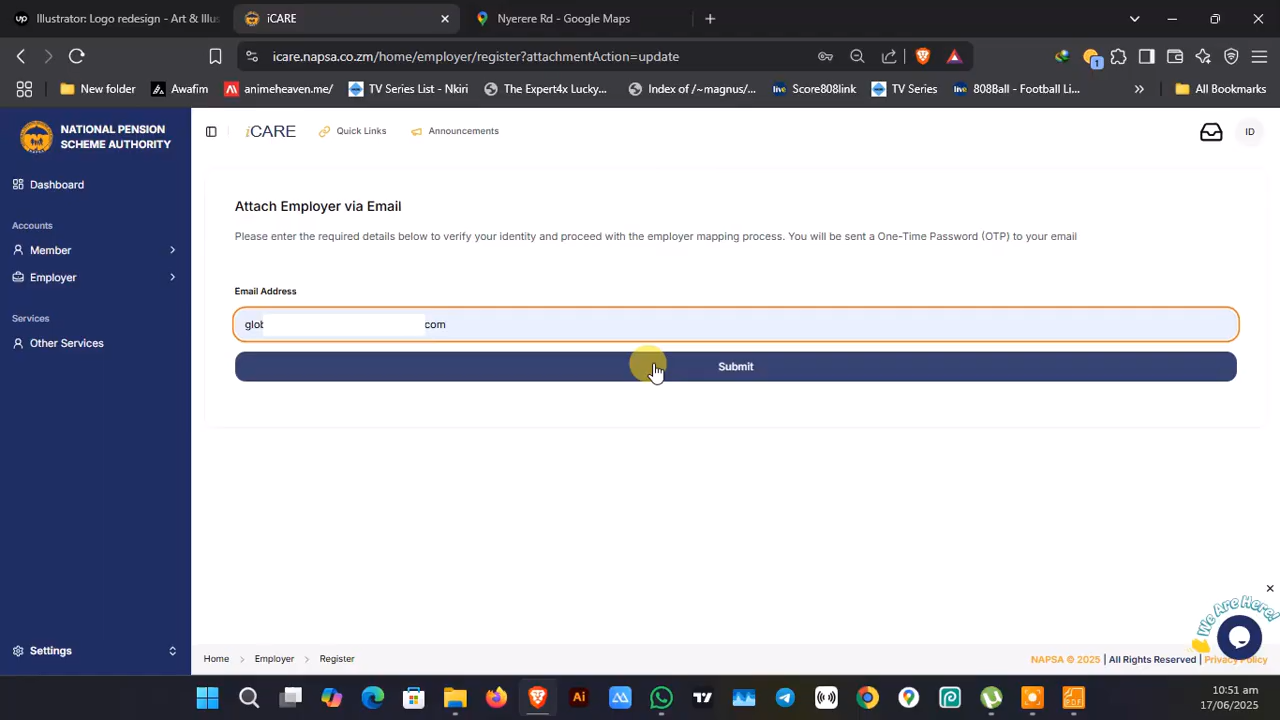 Illustrator: Logo redesign - Art & Illus
iCARE
Nyerere Rd - Google Maps
icare.napsa.co.zm/home/employer/register?attachmentAction=update
1
New folder
Awafim
animeheaven.me/
TV Series List - Nkiri
The Expert4x Lucky...
Index of /~magnus/...
Score808link
TV Series
808Ball - Football Li...
All Bookmarks
NATIONAL PENSION
SCHEME AUTHORITY
iCARE
Quick Links
Announcements
ID
Dashboard
Accounts
Member
Employer
Services
Other Services
Attach Employer via Email
Please enter the required details below to verify your identity and proceed with the employer mapping process. You will be sent a One-Time Password (OTP) to your email
Email Address
glob
com
Submit
We Are Here!
Settings
Home
Employer
Register
NAPSA © 2025 | All Rights Reserved | Privacy Policy
10:51 am
17/06/2025